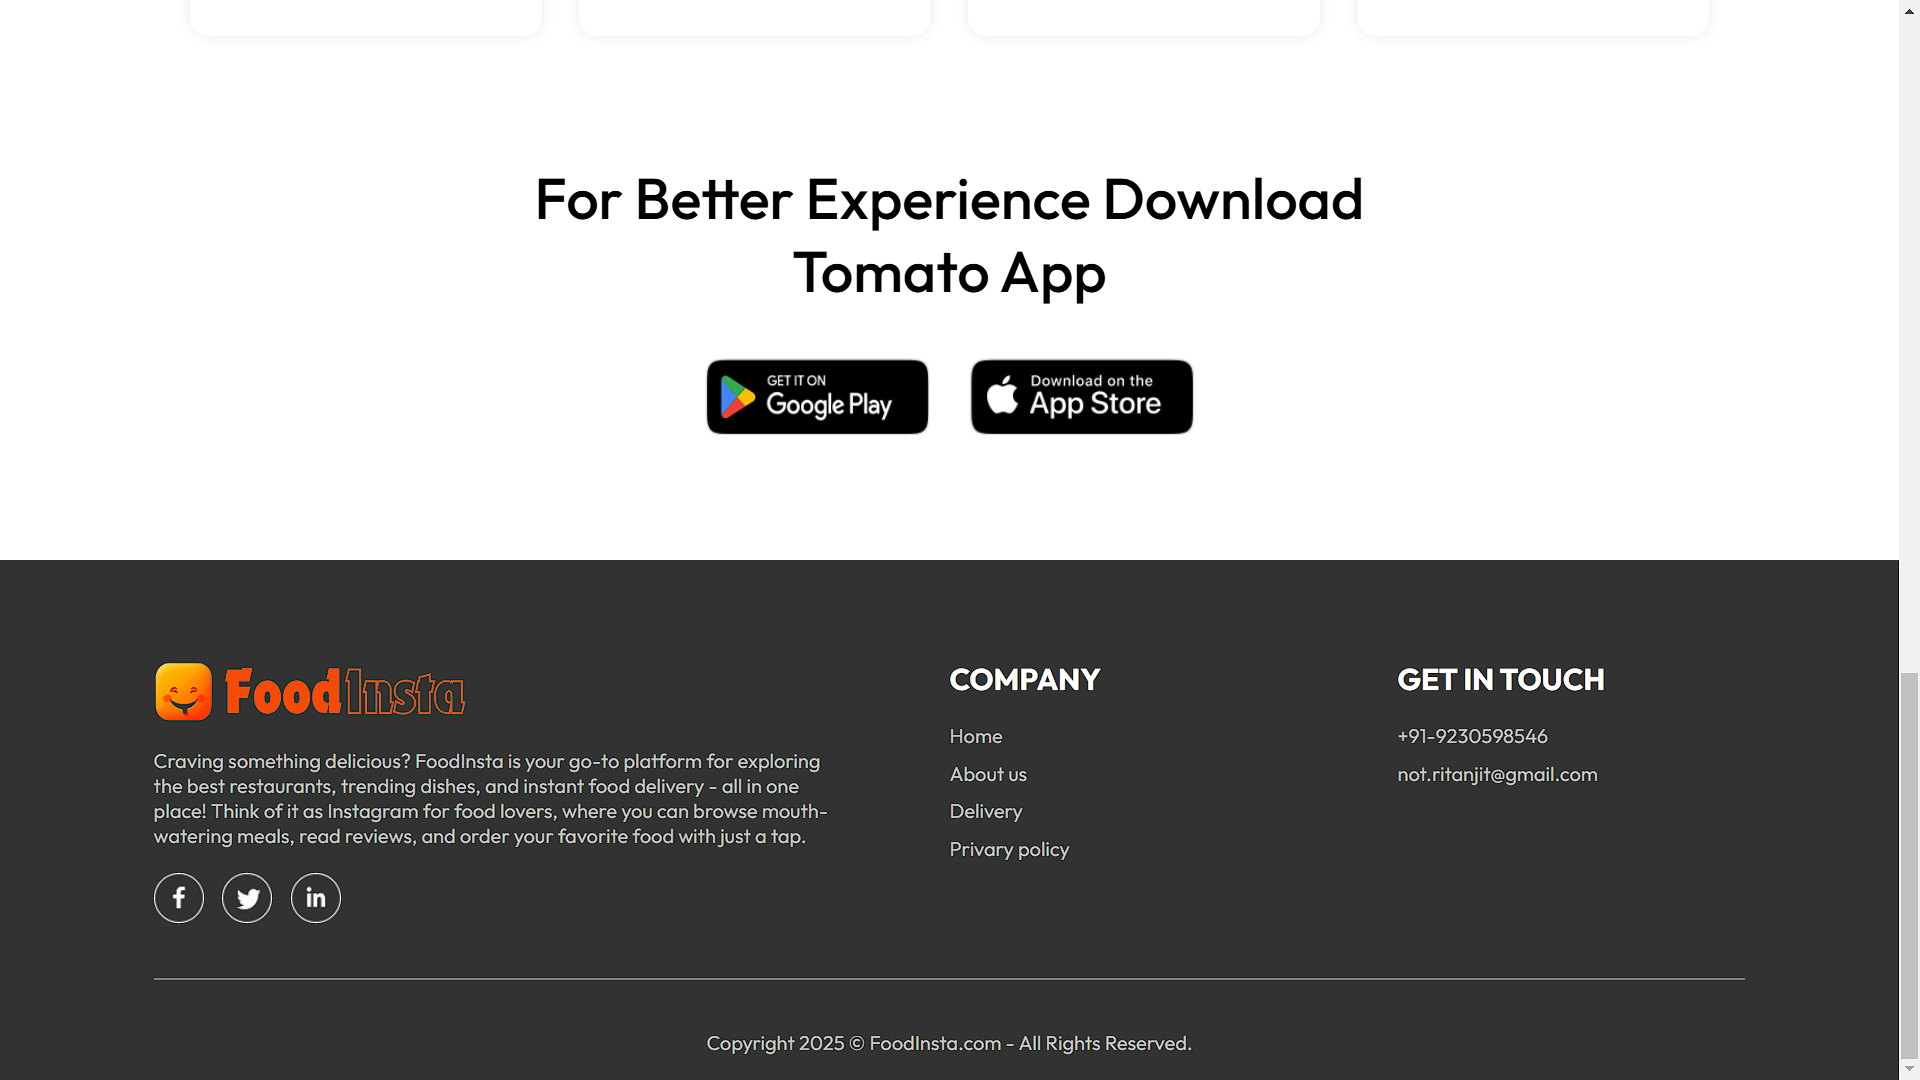 For Better Experience Download
Tomato App
GET IT ON
Google Play
Download on the
App Store
FoodInsta
Craving something delicious? FoodInsta is your go-to platform for exploring
the best restaurants, trending dishes, and instant food delivery - all in one
place! Think of it as Instagram for food lovers, where you can browse mouth-
watering meals, read reviews, and order your favorite food with just a tap.
COMPANY
Home
About us
Delivery
Privary policy
GET IN TOUCH
+91-9230598546
not.ritanjit@gmail.com
Copyright 2025 © FoodInsta.com - All Rights Reserved.